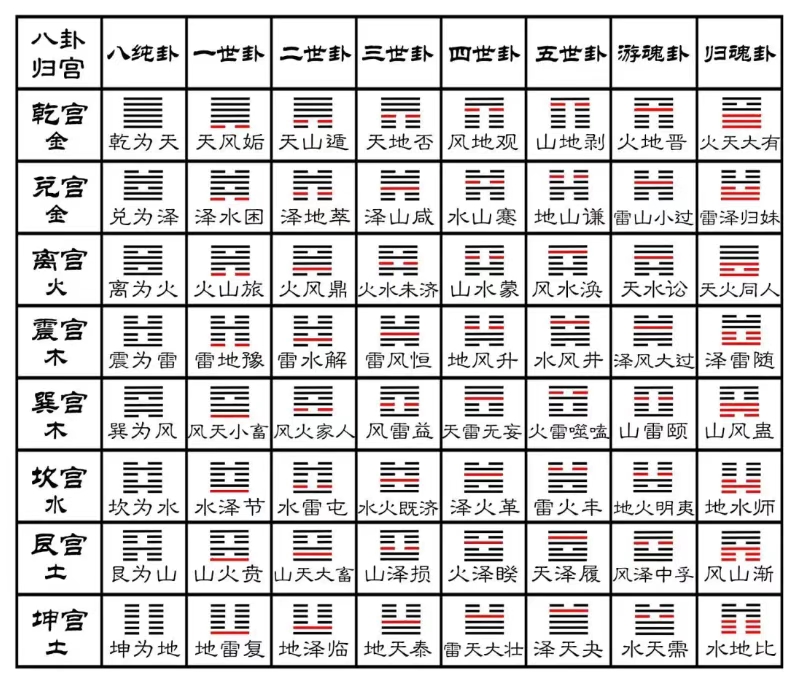 八卦 八纯卦 一世卦 二世卦 三世卦 四世卦 五世卦 游魂卦 归魂卦
归宫
乾宫
金 乾为天 天风姤 天山遁 天地否 风地观 山地剥 火地晋 火天大有
兑宫
金 兑为泽 泽水困 泽地萃 泽山咸 水山蹇 地山谦 雷山小过 雷泽归妹
离宫
火 离为火 火山旅 火风鼎 火水未济 山水蒙 风水涣 天水讼 天火同人
震宫
木 震为雷 雷地豫 雷水解 雷风恒 地风升 水风井 泽风大过 泽雷随
巽宫
木 巽为风 风天小畜 风火家人 风雷益 天雷无妄 火雷噬嗑 山雷颐 山风蛊
坎宫
水 坎为水 水泽节 水雷屯 水火既济 泽火革 雷火丰 地火明夷 地水师
艮宫
土 艮为山 山火贲 山天大畜 山泽损 火泽睽 天泽履 风泽中孚 风山渐
坤宫
土 坤为地 地雷复 地泽临 地天泰 雷天大壮 泽天夬 水天需 水地比